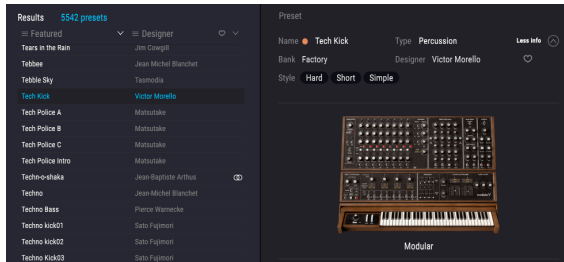 Results 5542 presets
Featured Designer
Tears in the Rain Jim Cowgill
Tebbee Jean Michel Blanchet
Tebble Sky Tasmodia
Tech Kick Victor Morello
Tech Police A Matsutake
Tech Police B Matsutake
Tech Police C Matsutake
Tech Police Intro Matsutake
Techn-o-shaka Jean-Baptiste Arthus
Techno Jean-Michel Blanchet
Techno Bass Pierce Warnecke
Techno kick01 Sato Fujimori
Techno kick02 Sato Fujimori
Techno Kick03 Sato Fujimori
Preset
Name Tech Kick Type Percussion Less info
Bank Factory Designer Victor Morello
Style Hard Short Simple
Modular